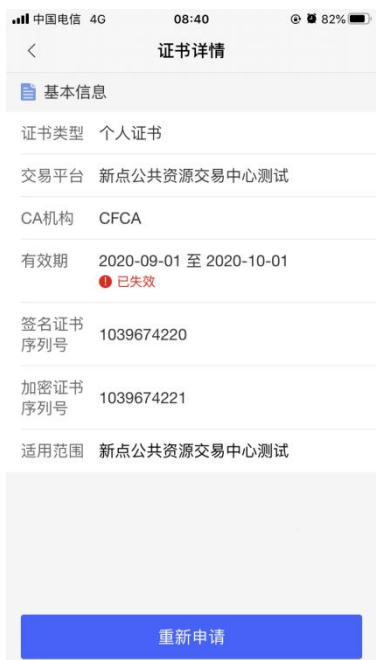 中国电信 4G 08:40 82%
证书详情
基本信息
证书类型 个人证书
交易平台 新点公共资源交易中心测试
CA机构 CFCA
有效期 2020-09-01 至 2020-10-01
已失效
签名证书
序列号 1039674220
加密证书
序列号 1039674221
适用范围 新点公共资源交易中心测试
重新申请